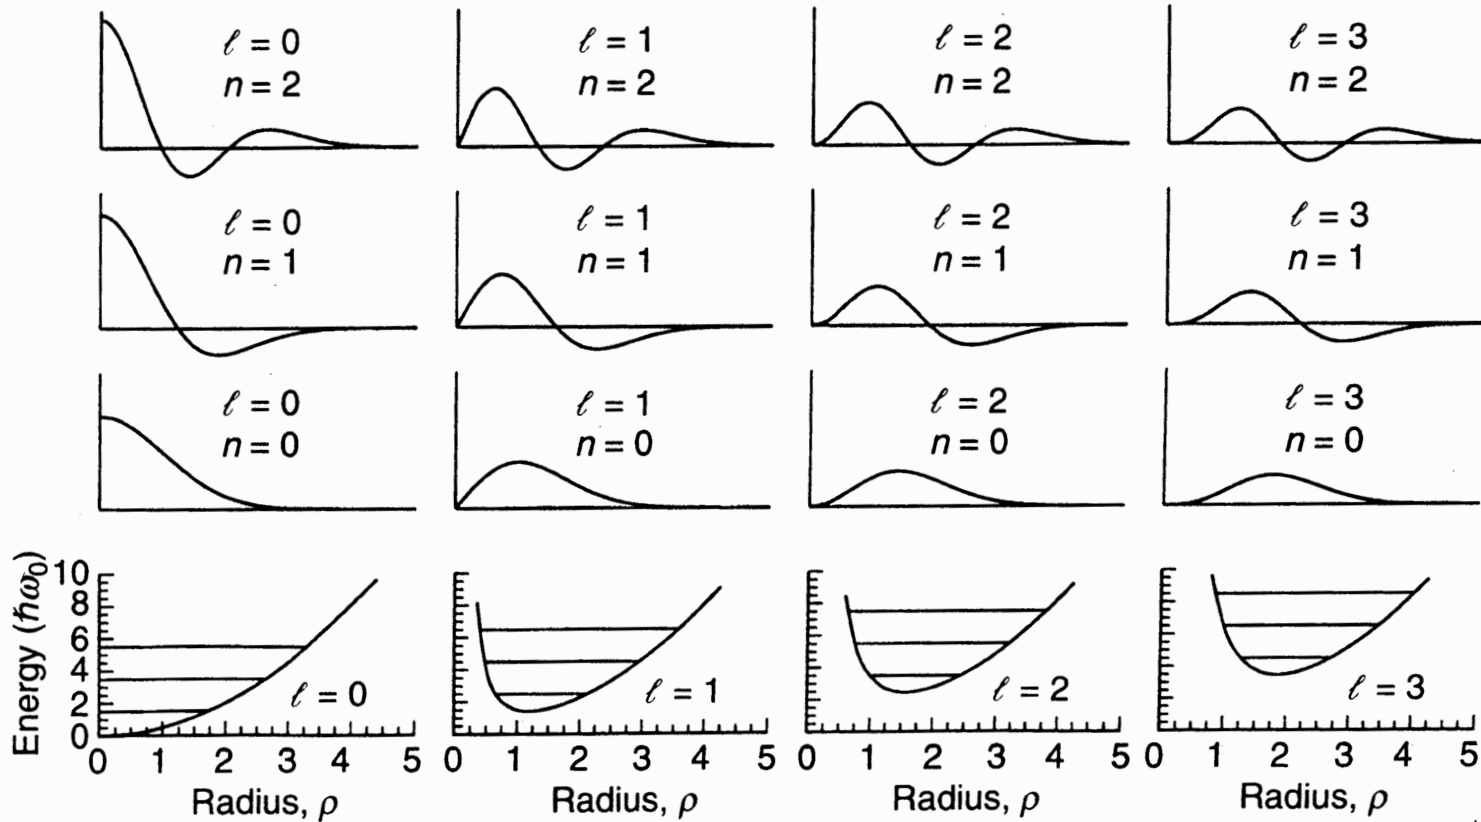 ℓ = 0
n = 2
ℓ = 1
n = 2
ℓ = 2
n = 2
ℓ = 3
n = 2
ℓ = 0
n = 1
ℓ = 1
n = 1
ℓ = 2
n = 1
ℓ = 3
n = 1
ℓ = 0
n = 0
ℓ = 1
n = 0
ℓ = 2
n = 0
ℓ = 3
n = 0
Energy (ℏω₀)
10
8
6
4
2
0
ℓ = 0
ℓ = 1
ℓ = 2
ℓ = 3
0 1 2 3 4 5
0 1 2 3 4 5
0 1 2 3 4 5
0 1 2 3 4 5
Radius, ρ
Radius, ρ
Radius, ρ
Radius, ρ